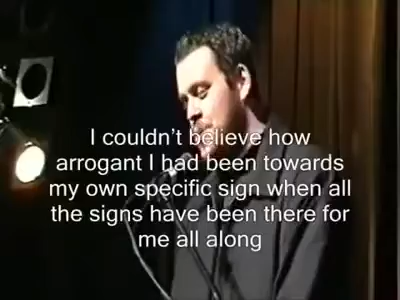 I couldn't believe how
arrogant I had been towards
my own specific sign when all
the signs have been there for
me all along